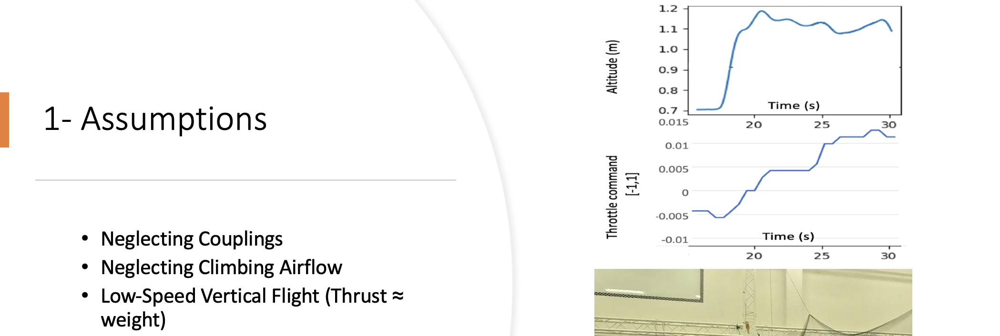 1- Assumptions
• Neglecting Couplings
• Neglecting Climbing Airflow
• Low-Speed Vertical Flight (Thrust ≈
weight)
Altitude (m)
1.2
1.1
1.0
0.9
0.8
0.7
Time (s)
20 25 30
Throttle command
[-1,1]
0.015
0.01
0.005
0
-0.005
-0.01
Time (s)
20 25 30